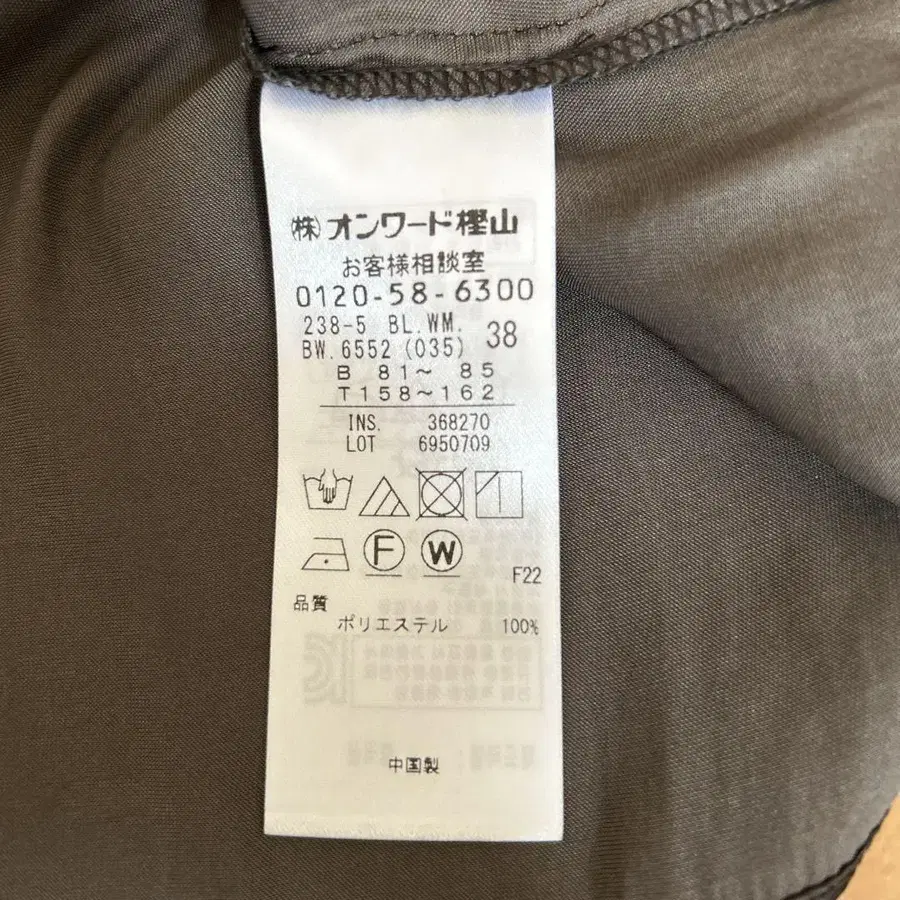 ㈱オンワード樫山
お客様相談室
0120-58-6300
238-5 BL.WM. 38
BW.6552 (035)
B 81～ 85
T158～162
INS. 368270
LOT 6950709
F W
F22
品質
ポリエステル 100%
中国製